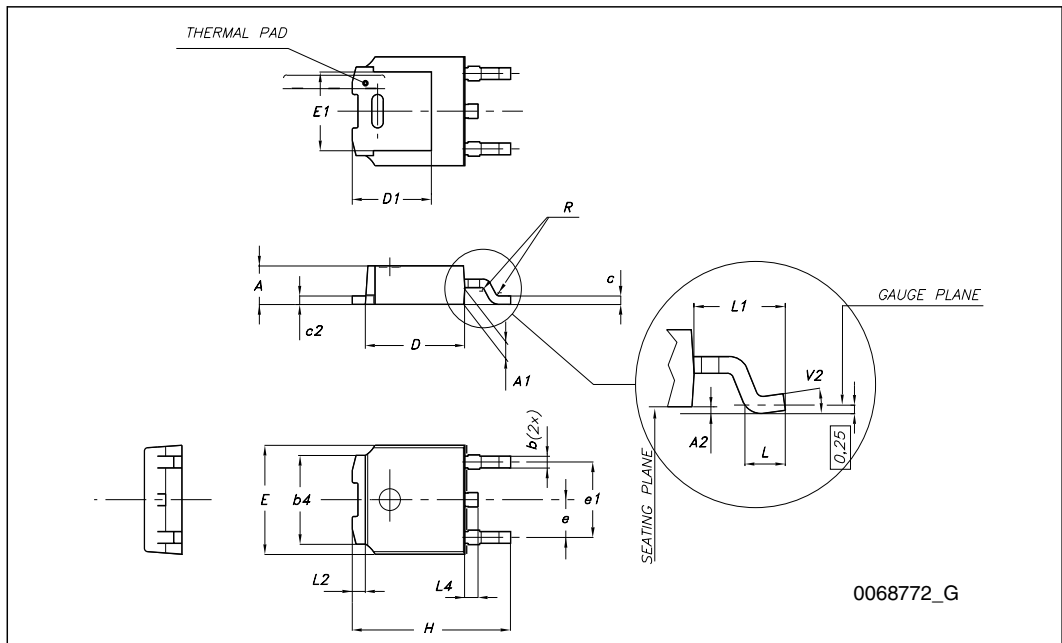 THERMAL PAD
E1
D1
R
A
c
c2
D
A1
GAUGE PLANE
L1
V2
A2
L
0,25
SEATING PLANE
b(2x)
E
b4
e
e1
L2
L4
H
0068772_G